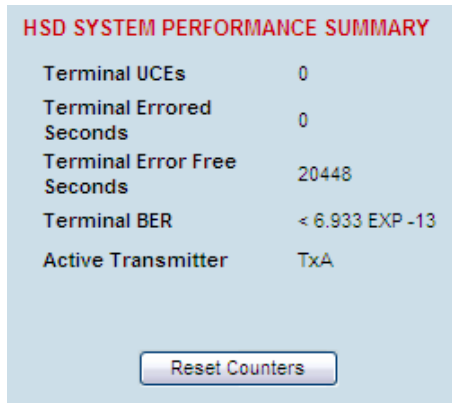 HSD SYSTEM PERFORMANCE SUMMARY
Terminal UCEs 0
Terminal Errored
Seconds 0
Terminal Error Free
Seconds 20448
Terminal BER < 6.933 EXP -13
Active Transmitter TxA
Reset Counters